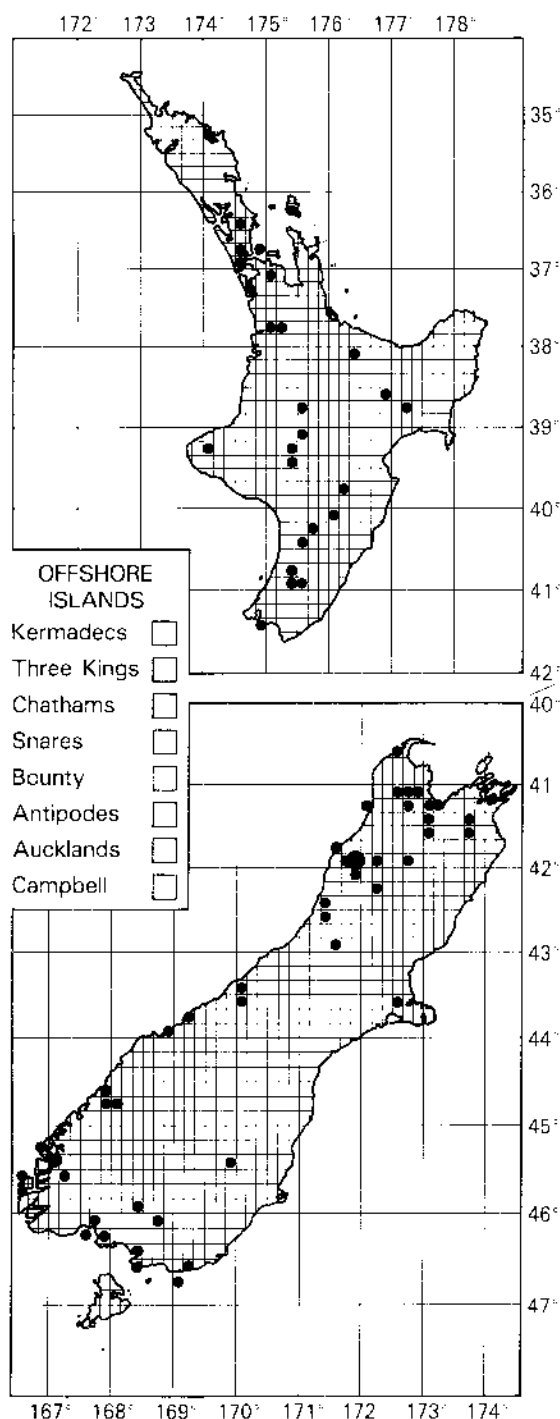 172° 173° 174° 175° 176° 177° 178°
35°
36°
37°
38°
39°
40°
41°
42°
OFFSHORE
ISLANDS
Kermadecs
Three Kings
Chathams
Snares
Bounty
Antipodes
Aucklands
Campbell
40°
41°
42°
43°
44°
45°
46°
47°
167° 168° 169° 170° 171° 172° 173° 174°